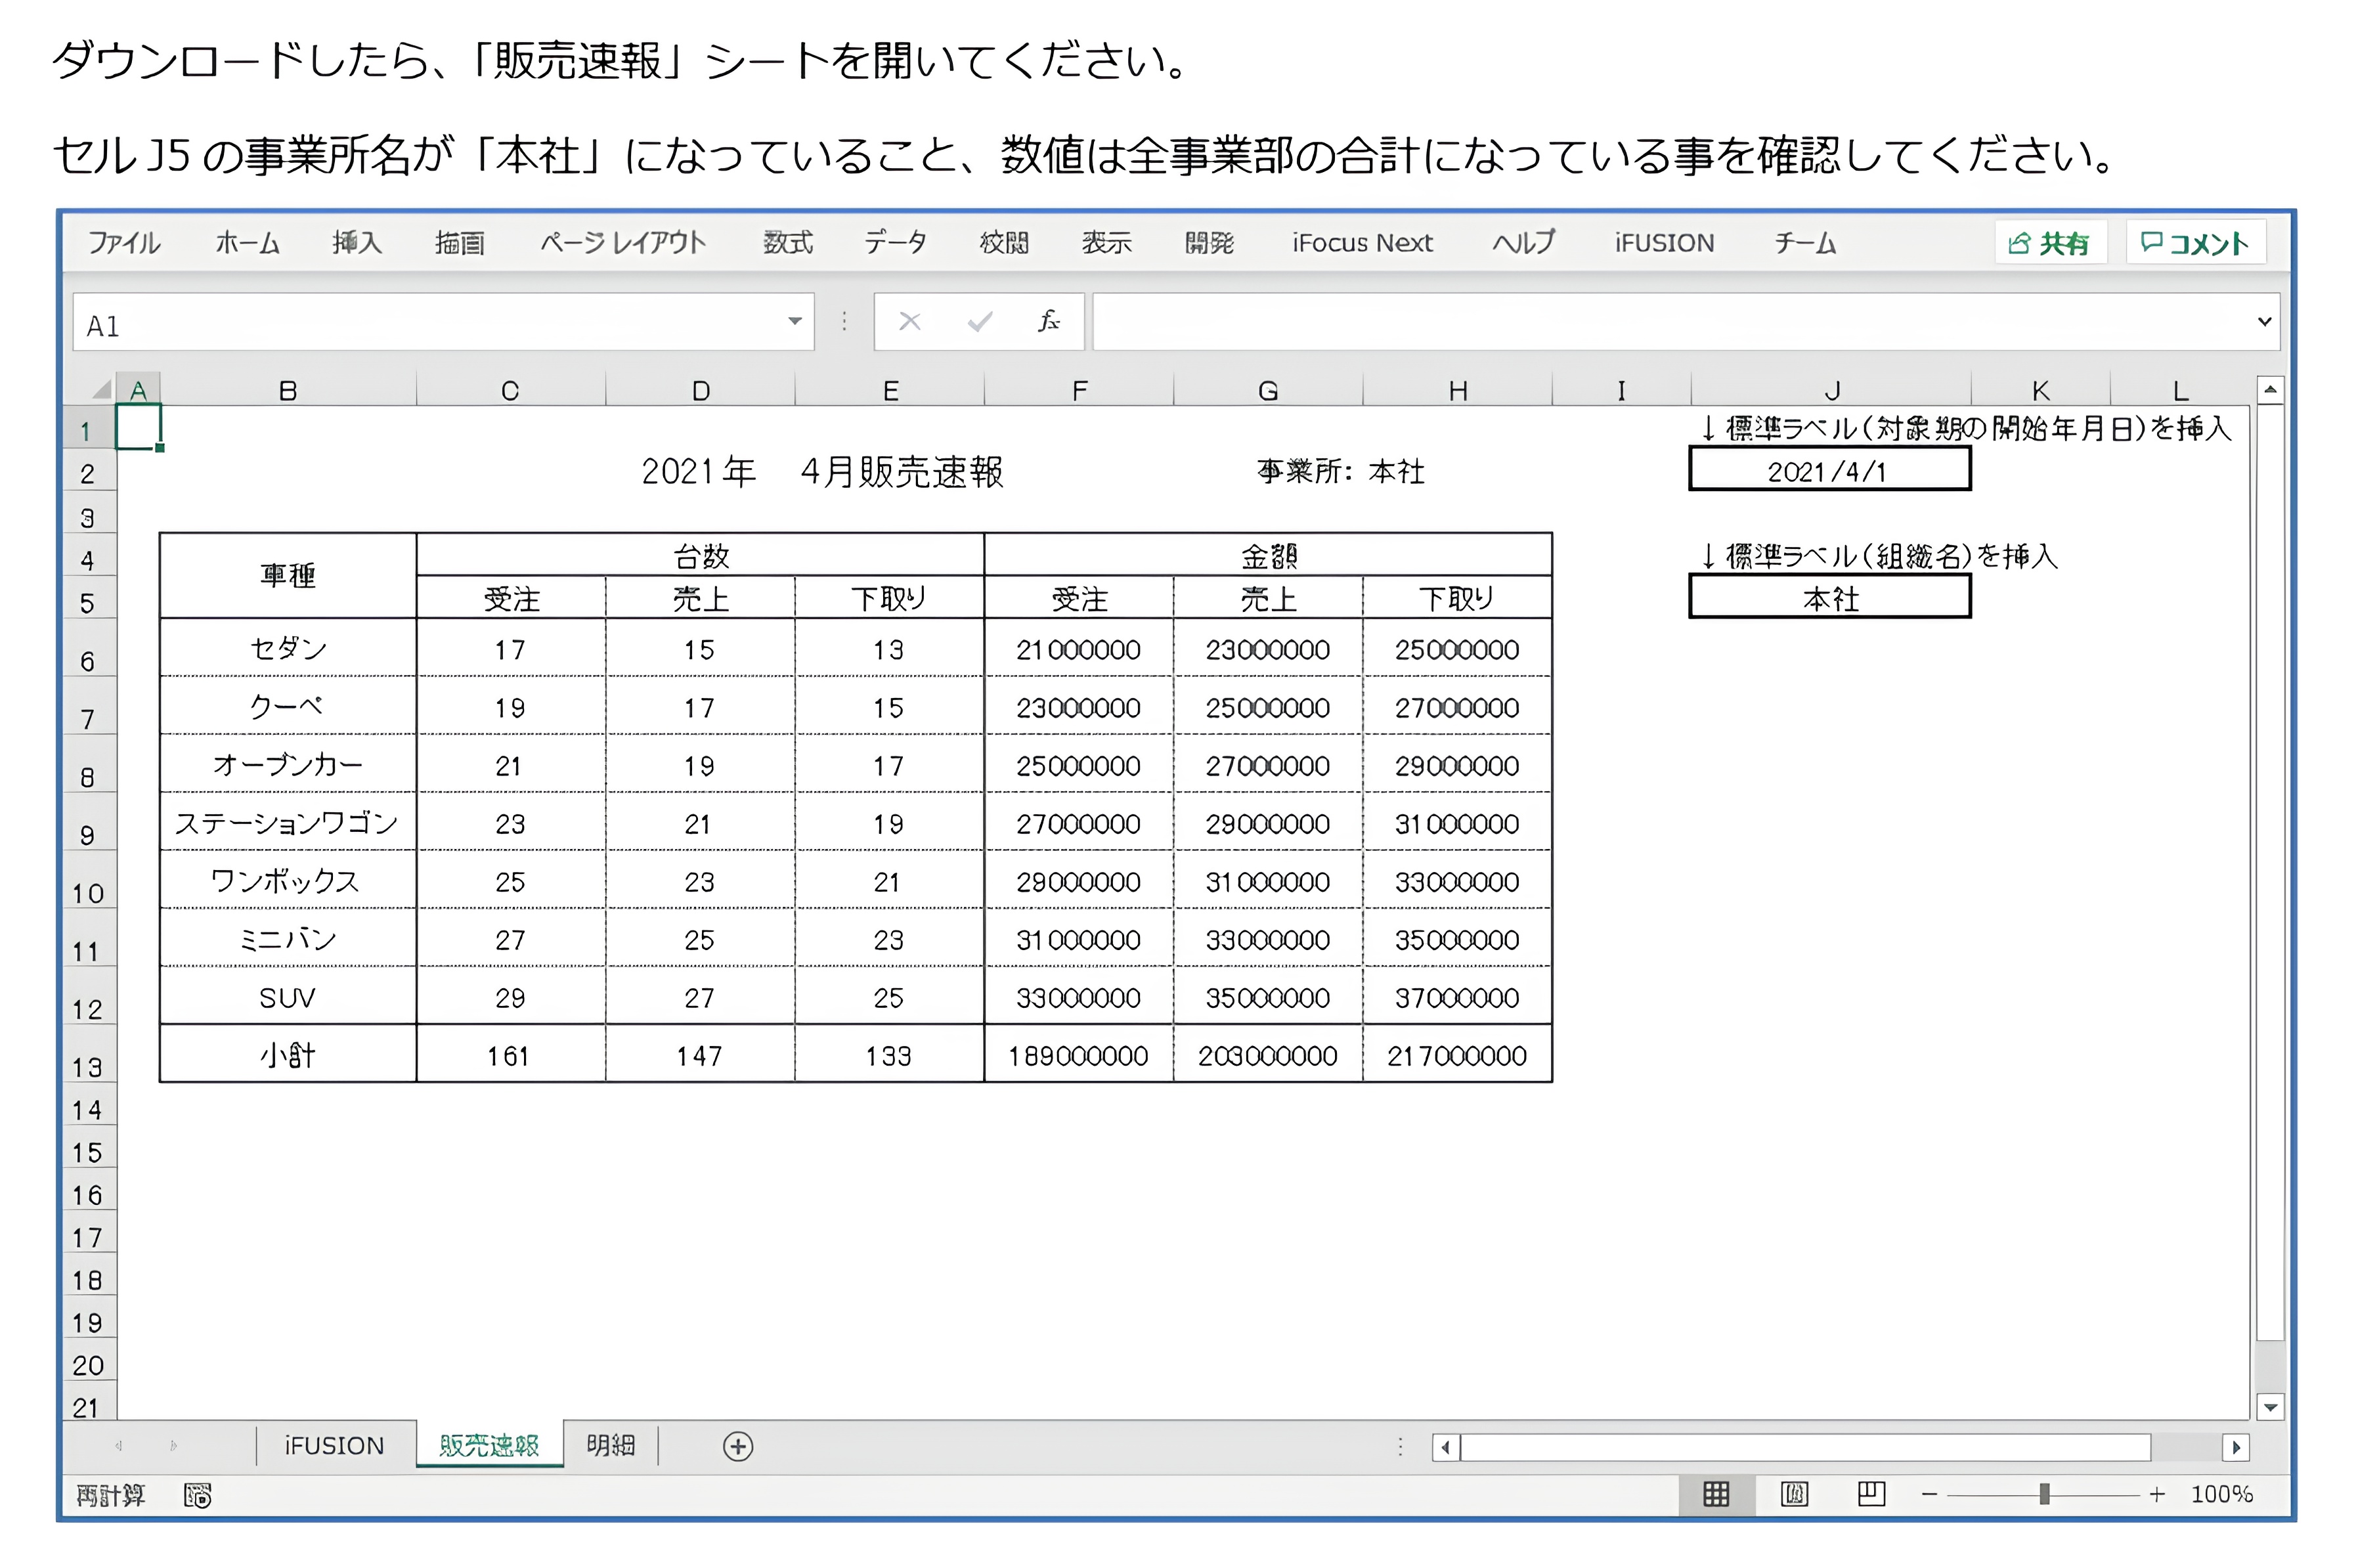 ダウンロードしたら、「販売速報」シートを開いてください。
セル J5 の事業所名が「本社」になっていること、数値は全事業部の合計になっている事を確認してください。
ファイル ホーム 挿入 描画 ページ レイアウト 数式 データ 校閲 表示 開発 iFocus Next ヘルプ iFUSION チーム 共有 コメント
A1 fx
A B C D E F G H I J K L
1 ↓標準ラベル(対象期の開始年月日)を挿入
2 2021年 4月販売速報 事業所: 本社 2021/4/1
3
4 車種 台数 金額 ↓標準ラベル(組織名)を挿入
5 受注 売上 下取り 受注 売上 下取り 本社
6 セダン 17 15 13 21000000 23000000 25000000
7 クーペ 19 17 15 23000000 25000000 27000000
8 オープンカー 21 19 17 25000000 27000000 29000000
9 ステーションワゴン 23 21 19 27000000 29000000 31000000
10 ワンボックス 25 23 21 29000000 31000000 33000000
11 ミニバン 27 25 23 31000000 33000000 35000000
12 SUV 29 27 25 33000000 35000000 37000000
13 小計 161 147 133 189000000 203000000 217000000
14
15
16
17
18
19
20
21
iFUSION 販売速報 明細
再計算 100%